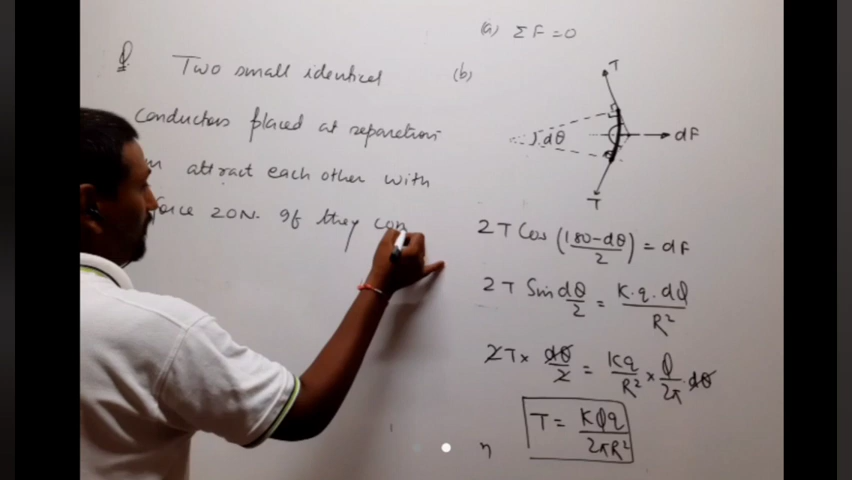 Q. Two small identical
conductors placed at separation
m attract each other with
force 20N. If they con
(a) ΣF=0
(b)
T
dθ
dF
T
2T Cos ((180-dθ)/2) = dF
2T Sin dθ/2 = K.q.dQ/R²
2T × dθ/2 = Kq/R² × Q/2π .dθ
T = KQq/2πR²